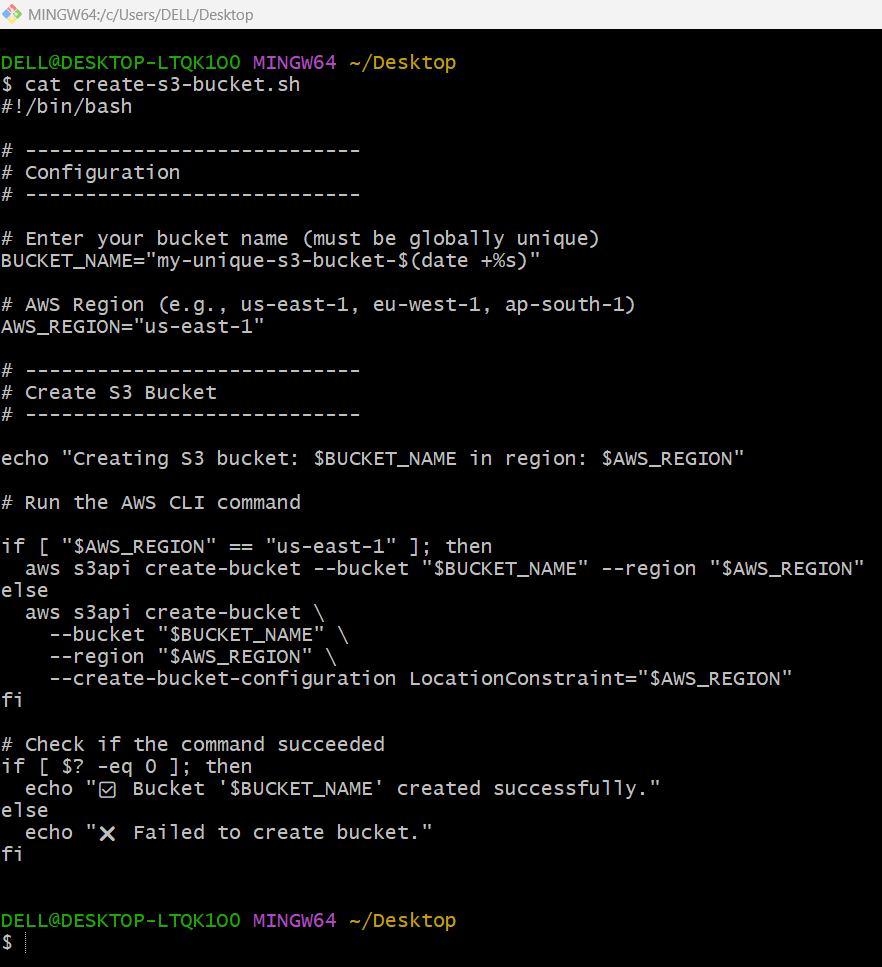 MINGW64:/c/Users/DELL/Desktop
DELL@DESKTOP-LTQK1OO MINGW64 ~/Desktop
$ cat create-s3-bucket.sh
#!/bin/bash
# ----------------------------
# Configuration
# ----------------------------
# Enter your bucket name (must be globally unique)
BUCKET_NAME="my-unique-s3-bucket-$(date +%s)"
# AWS Region (e.g., us-east-1, eu-west-1, ap-south-1)
AWS_REGION="us-east-1"
# ----------------------------
# Create S3 Bucket
# ----------------------------
echo "Creating S3 bucket: $BUCKET_NAME in region: $AWS_REGION"
# Run the AWS CLI command
if [ "$AWS_REGION" == "us-east-1" ]; then
  aws s3api create-bucket --bucket "$BUCKET_NAME" --region "$AWS_REGION"
else
  aws s3api create-bucket \
    --bucket "$BUCKET_NAME" \
    --region "$AWS_REGION" \
    --create-bucket-configuration LocationConstraint="$AWS_REGION"
fi
# Check if the command succeeded
if [ $? -eq 0 ]; then
  echo "☑ Bucket '$BUCKET_NAME' created successfully."
else
  echo "❌ Failed to create bucket."
fi
DELL@DESKTOP-LTQK1OO MINGW64 ~/Desktop
$